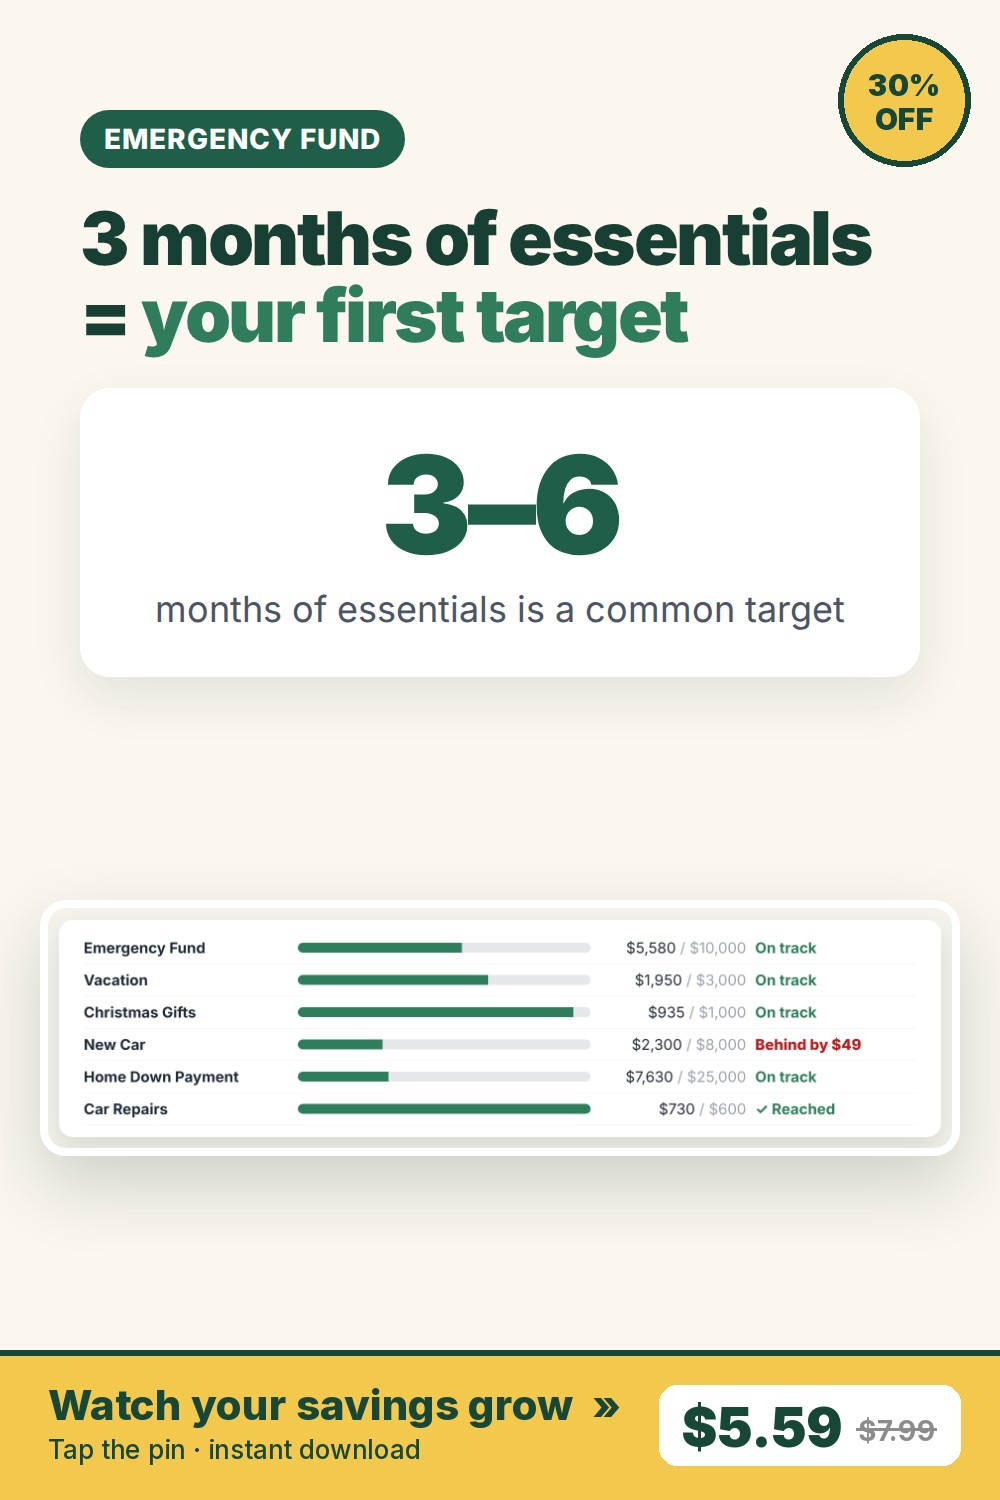 30%
OFF
EMERGENCY FUND
3 months of essentials
= your first target
3–6
months of essentials is a common target
Emergency Fund $5,580 / $10,000 On track
Vacation $1,950 / $3,000 On track
Christmas Gifts $935 / $1,000 On track
New Car $2,300 / $8,000 Behind by $49
Home Down Payment $7,630 / $25,000 On track
Car Repairs $730 / $600 ✓ Reached
Watch your savings grow »
Tap the pin · instant download
$5.59 $7.99